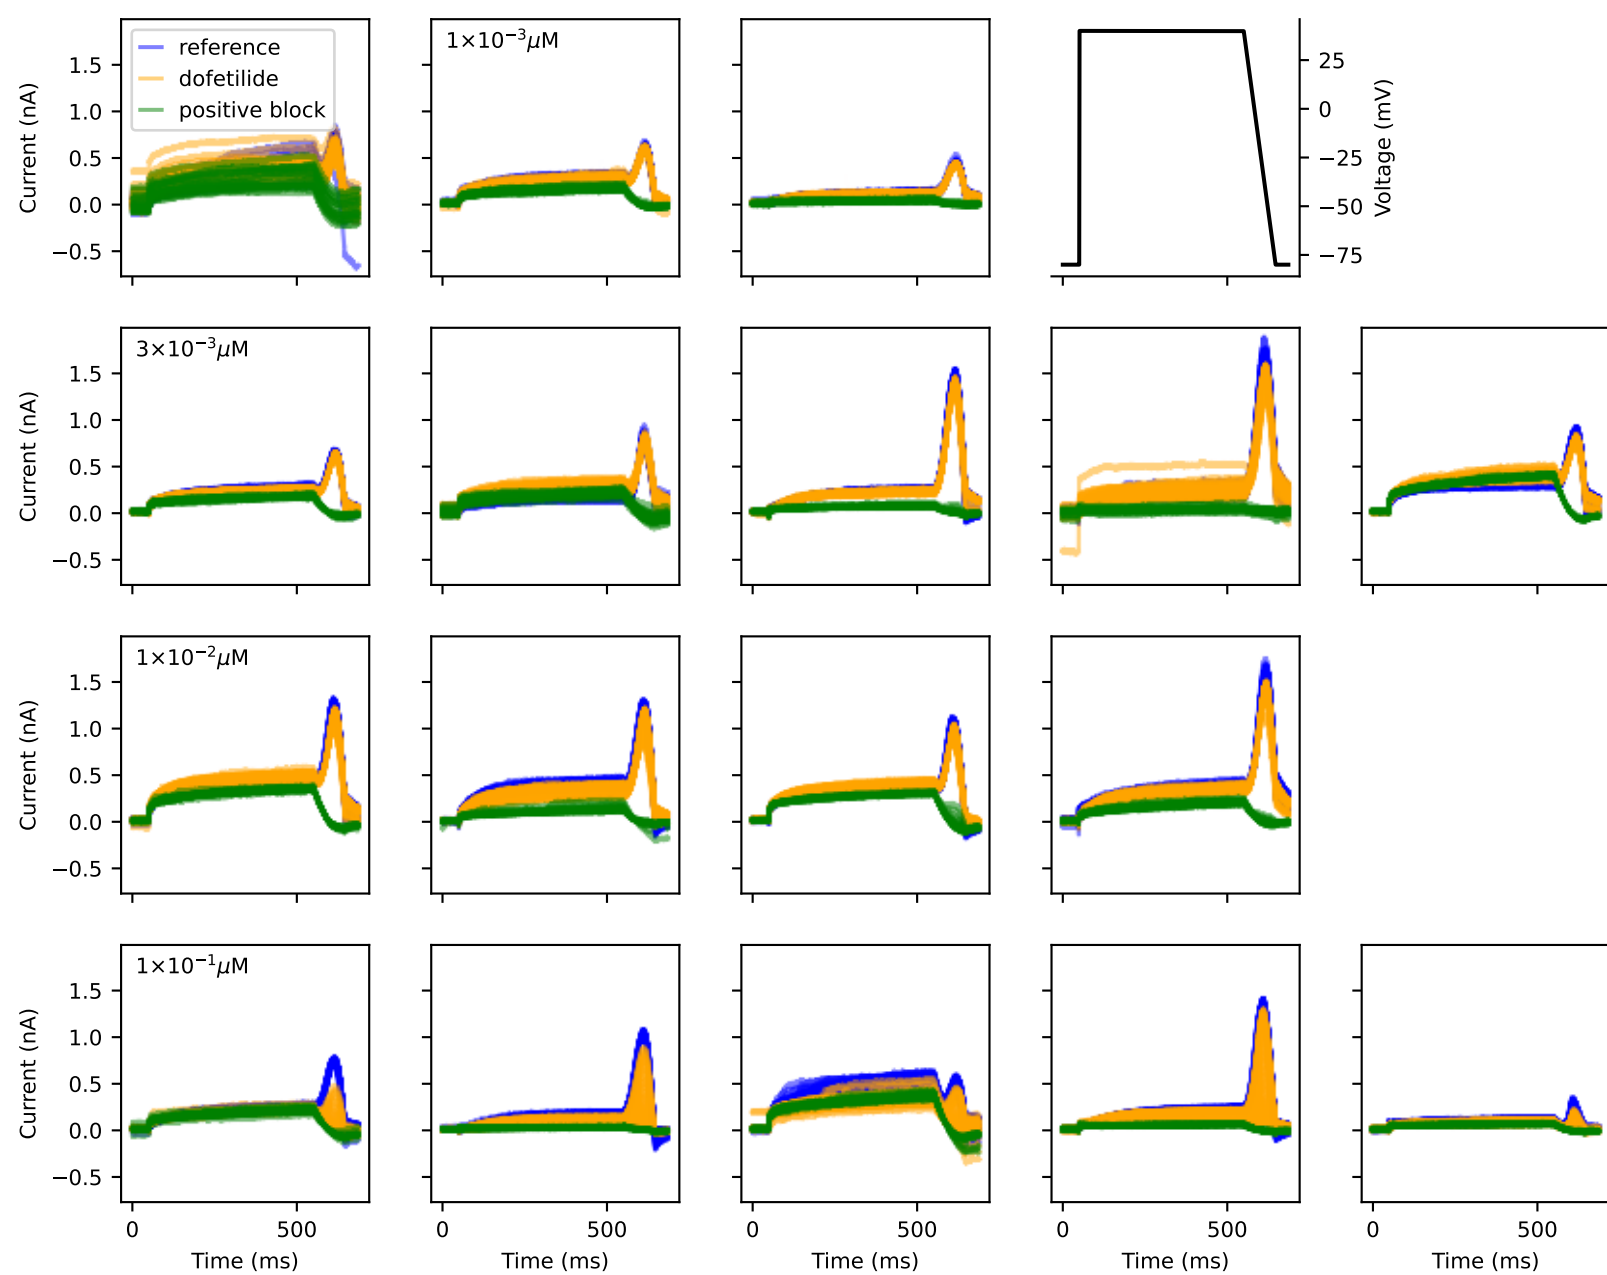 reference
dofetilide
positive block
1×10⁻³μM
Current (nA)
1.5
1.0
0.5
0.0
−0.5
25
0
−25
−50
−75
Voltage (mV)
3×10⁻³μM
Current (nA)
1.5
1.0
0.5
0.0
−0.5
1×10⁻²μM
Current (nA)
1.5
1.0
0.5
0.0
−0.5
1×10⁻¹μM
Current (nA)
1.5
1.0
0.5
0.0
−0.5
0 500 0 500 0 500 0 500 0 500
Time (ms) Time (ms) Time (ms) Time (ms) Time (ms)